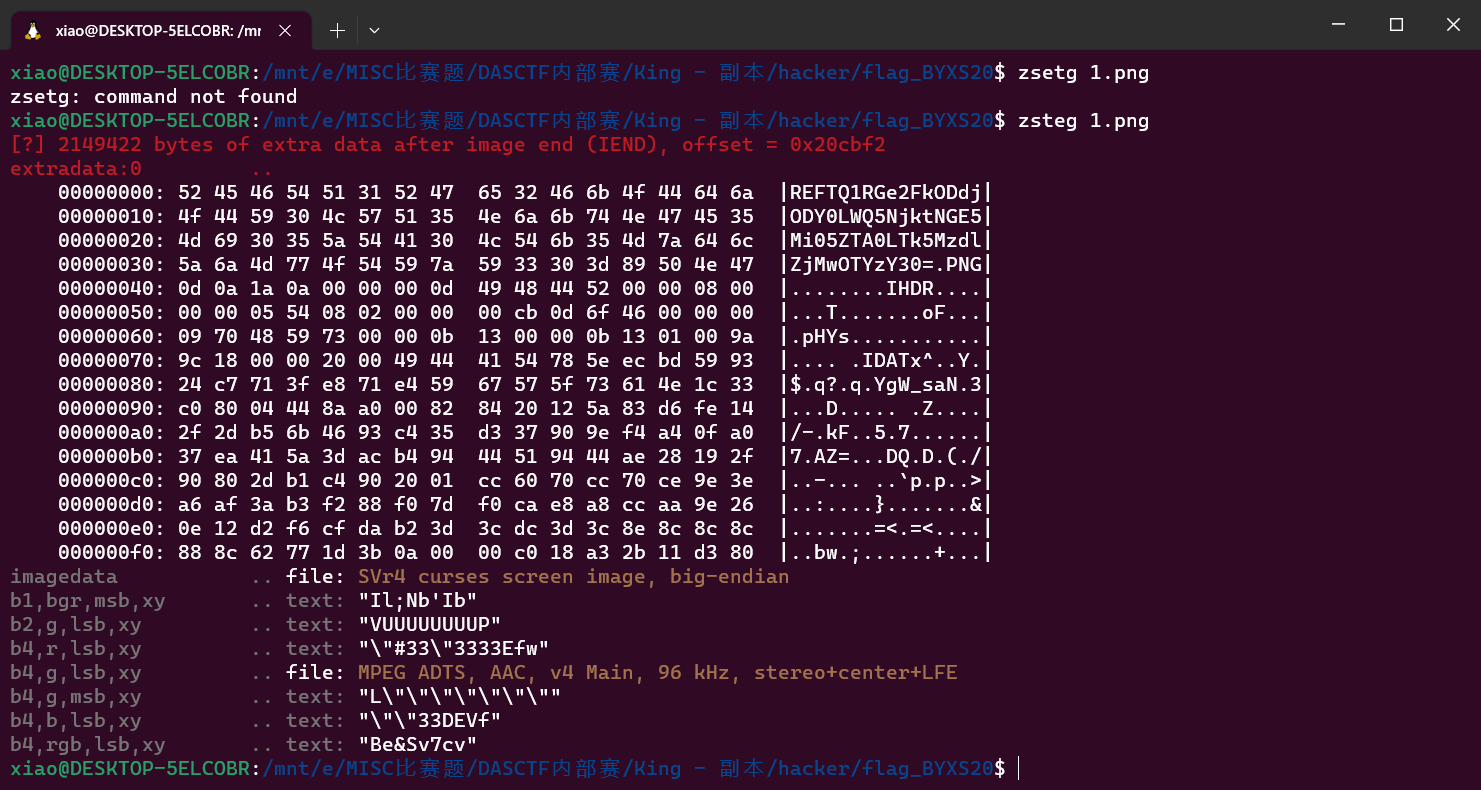 xiao@DESKTOP-5ELCOBR: /mr
xiao@DESKTOP-5ELCOBR:/mnt/e/MISC比赛题/DASCTF内部赛/King - 副本/hacker/flag_BYXS20$ zsetg 1.png
zsetg: command not found
xiao@DESKTOP-5ELCOBR:/mnt/e/MISC比赛题/DASCTF内部赛/King - 副本/hacker/flag_BYXS20$ zsteg 1.png
[?] 2149422 bytes of extra data after image end (IEND), offset = 0x20cbf2
extradata:0         ..
    00000000: 52 45 46 54 51 31 52 47  65 32 46 6b 4f 44 64 6a  |REFTQ1RGe2FkODdj|
    00000010: 4f 44 59 30 4c 57 51 35  4e 6a 6b 74 4e 47 45 35  |ODY0LWQ5NjktNGE5|
    00000020: 4d 69 30 35 5a 54 41 30  4c 54 6b 35 4d 7a 64 6c  |Mi05ZTA0LTk5Mzdl|
    00000030: 5a 6a 4d 77 4f 54 59 7a  59 33 30 3d 89 50 4e 47  |ZjMwOTYzY30=.PNG|
    00000040: 0d 0a 1a 0a 00 00 00 0d  49 48 44 52 00 00 08 00  |........IHDR....|
    00000050: 00 00 05 54 08 02 00 00  00 cb 0d 6f 46 00 00 00  |...T.......oF...|
    00000060: 09 70 48 59 73 00 00 0b  13 00 00 0b 13 01 00 9a  |.pHYs...........|
    00000070: 9c 18 00 00 20 00 49 44  41 54 78 5e ec bd 59 93  |.... .IDATx^..Y.|
    00000080: 24 c7 71 3f e8 71 e4 59  67 57 5f 73 61 4e 1c 33  |$.q?.q.YgW_saN.3|
    00000090: c0 80 04 44 8a a0 00 82  84 20 12 5a 83 d6 fe 14  |...D..... .Z....|
    000000a0: 2f 2d b5 6b 46 93 c4 35  d3 37 90 9e f4 a4 0f a0  |/-.kF..5.7......|
    000000b0: 37 ea 41 5a 3d ac b4 94  44 51 94 44 ae 28 19 2f  |7.AZ=...DQ.D.(./|
    000000c0: 90 80 2d b1 c4 90 20 01  cc 60 70 cc 70 ce 9e 3e  |..-... ..`p.p..>|
    000000d0: a6 af 3a b3 f2 88 f0 7d  f0 ca e8 a8 cc aa 9e 26  |..:....}.......&|
    000000e0: 0e 12 d2 f6 cf da b2 3d  3c dc 3d 3c 8e 8c 8c 8c  |.......=<.=<....|
    000000f0: 88 8c 62 77 1d 3b 0a 00  00 c0 18 a3 2b 11 d3 80  |..bw.;......+...|
imagedata           .. file: SVr4 curses screen image, big-endian
b1,bgr,msb,xy       .. text: "Il;Nb'Ib"
b2,g,lsb,xy         .. text: "VUUUUUUUUP"
b4,r,lsb,xy         .. text: "\"#33\"3333Efw"
b4,g,lsb,xy         .. file: MPEG ADTS, AAC, v4 Main, 96 kHz, stereo+center+LFE
b4,g,msb,xy         .. text: "L\"\"\"\"\"\"\""
b4,b,lsb,xy         .. text: "\"\"33DEVf"
b4,rgb,lsb,xy       .. text: "Be&Sv7cv"
xiao@DESKTOP-5ELCOBR:/mnt/e/MISC比赛题/DASCTF内部赛/King - 副本/hacker/flag_BYXS20$